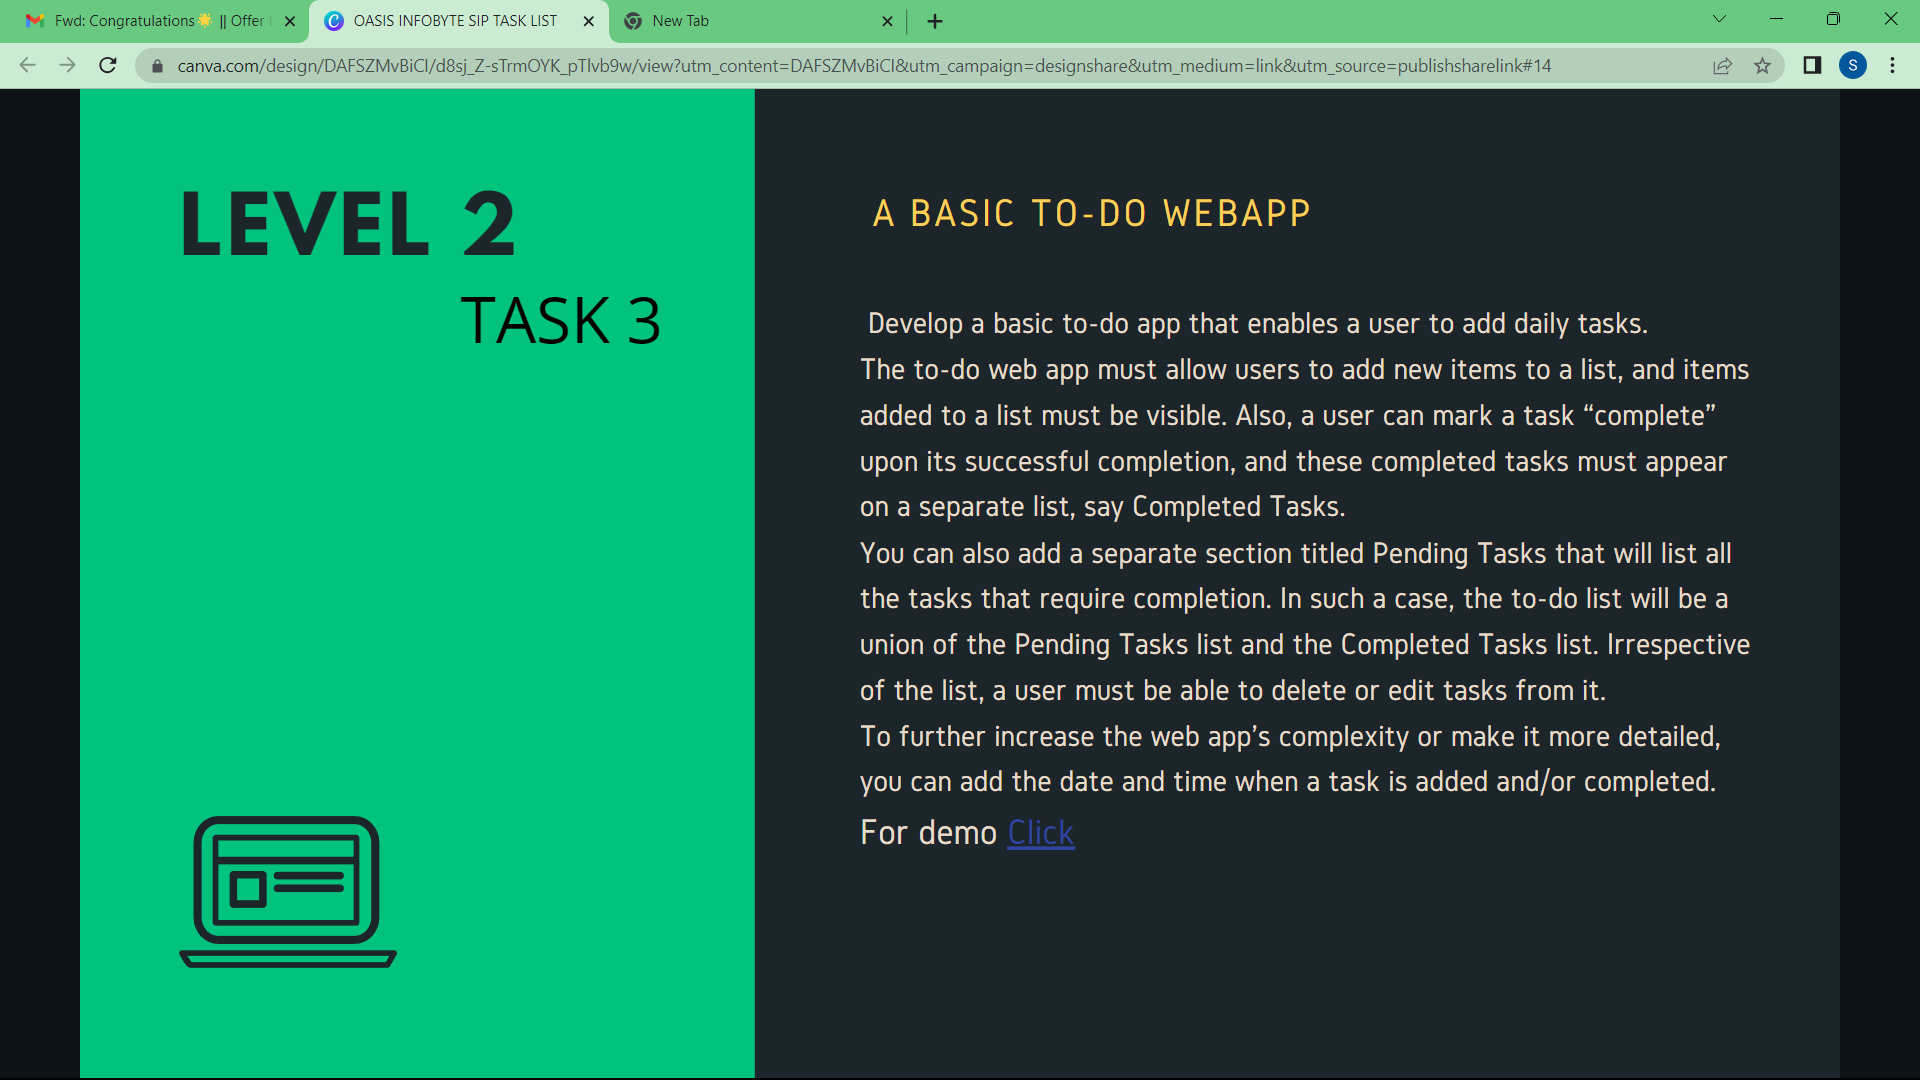 Fwd: Congratulations🌟 || Offer
OASIS INFOBYTE SIP TASK LIST
New Tab
canva.com/design/DAFSZMvBiCI/d8sj_Z-sTrmOYK_pTlvb9w/view?utm_content=DAFSZMvBiCI&utm_campaign=designshare&utm_medium=link&utm_source=publishsharelink#14
S
LEVEL 2
TASK 3
A BASIC TO-DO WEBAPP
Develop a basic to-do app that enables a user to add daily tasks.
The to-do web app must allow users to add new items to a list, and items
added to a list must be visible. Also, a user can mark a task “complete”
upon its successful completion, and these completed tasks must appear
on a separate list, say Completed Tasks.
You can also add a separate section titled Pending Tasks that will list all
the tasks that require completion. In such a case, the to-do list will be a
union of the Pending Tasks list and the Completed Tasks list. Irrespective
of the list, a user must be able to delete or edit tasks from it.
To further increase the web app’s complexity or make it more detailed,
you can add the date and time when a task is added and/or completed.
For demo Click